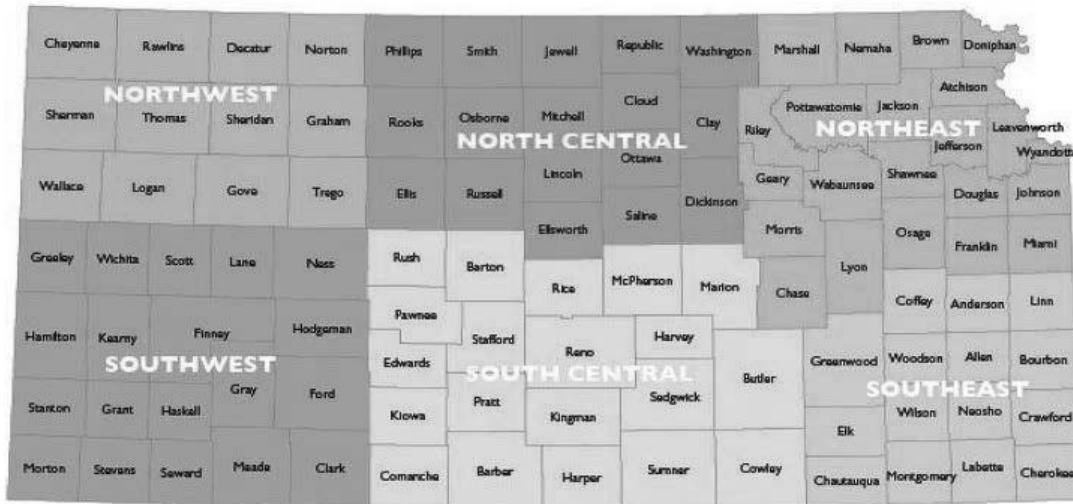 Cheyenne Rawlins Decatur Norton Phillips Smith Jewell Republic Washington Marshall Nemaha Brown Doniphan
NORTHWEST
Sherman Thomas Sheridan Graham Rooks Osborne Mitchell Cloud Clay Riley Pottawatomie Jackson Atchison
NORTH CENTRAL
NORTHEAST
Leavenworth
Jefferson
Wyandott
Wallace Logan Gove Trego Ellis Russell Lincoln Ottawa Dickinson Geary Wabaunsee Shawnee Douglas Johnson
Ellsworth Saline Morris Osage
Greeley Wichita Scott Lane Ness Rush Barton Rice McPherson Marion Chase Lyon Franklin Miami
Pawnee Coffey Anderson Linn
Hamilton Kearny Finney Hodgeman Stafford Reno Harvey
SOUTHWEST
Edwards
SOUTH CENTRAL
Butler Greenwood Woodson Allen Bourbon
SOUTHEAST
Stanton Grant Haskell Gray Ford Kiowa Pratt Kingman Sedgwick Elk Wilson Neosho Crawford
Morton Stevens Seward Meade Clark Comanche Barber Harper Sumner Cowley Chautauqua Montgomery Labette Cherokee